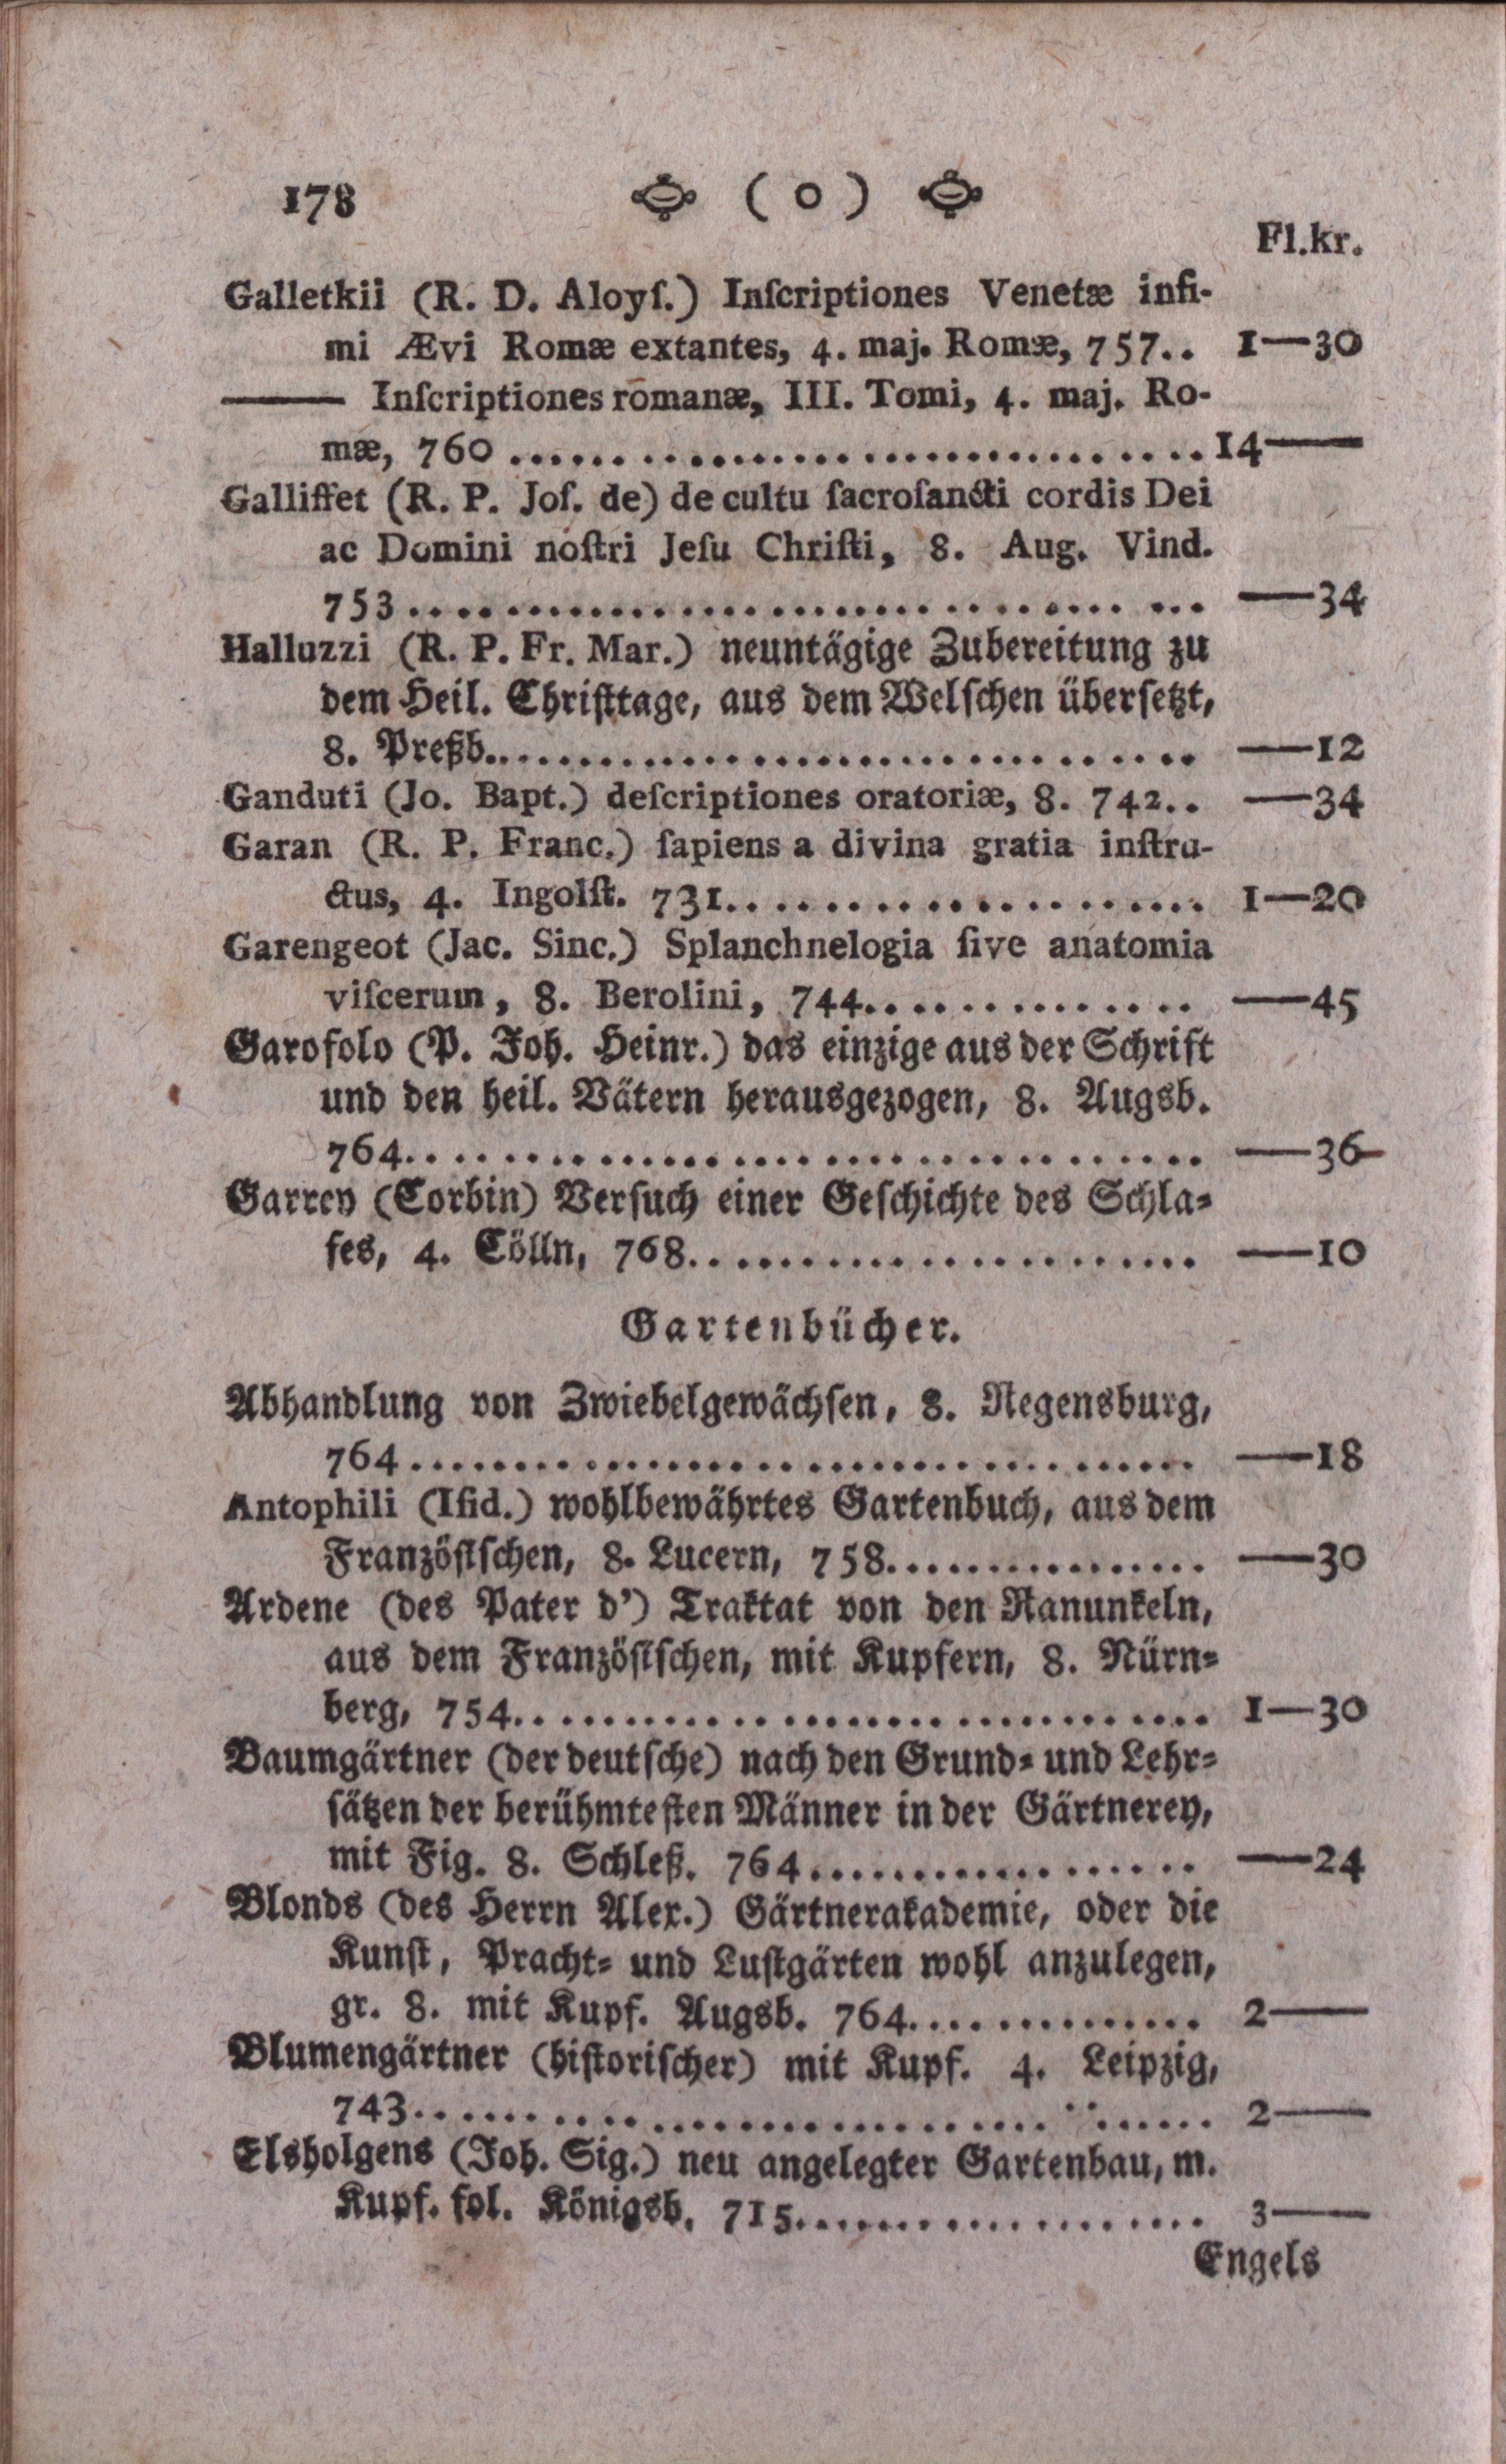 178 ( o )
Fl.kr.
Galletkii (R. D. Aloyſ.) Inſcriptiones Venetæ infi-
mi Ævi Romæ extantes, 4. maj. Romæ, 757.. 1—30
—— Inſcriptiones romanæ, III. Tomi, 4. maj. Ro-
mæ, 760 .................................. 14——
Galliffet (R. P. Joſ. de) de cultu ſacroſancti cordis Dei
ac Domini noſtri Jeſu Chriſti, 8. Aug. Vind.
753.................................. ——34
Halluzzi (R. P. Fr. Mar.) neuntägige Zubereitung zu
dem Heil. Chriſttage, aus dem Welſchen überſetzt,
8. Preßb.................................. ——12
Ganduti (Jo. Bapt.) deſcriptiones oratoriæ, 8. 742.. ——34
Garan (R. P. Franc.) ſapiens a divina gratia inſtru-
ctus, 4. Ingolſt. 731.................... 1—20
Garengeot (Jac. Sinc.) Splanchnelogia ſive anatomia
viſcerum, 8. Berolini, 744.............. ——45
Garofolo (P. Joh. Heinr.) das einzige aus der Schrift
und den heil. Vätern herausgezogen, 8. Augsb.
764.................................. ——36
Garrey (Corbin) Verſuch einer Geſchichte des Schla-
fes, 4. Cölln, 768...................... ——10
Gartenbücher.
Abhandlung von Zwiebelgewächſen, 8. Regensburg,
764.................................. ——18
Antophili (Iſid.) wohlbewährtes Gartenbuch, aus dem
Französiſchen, 8. Lucern, 758................ ——30
Ardene (des Pater d') Traktat von den Ranunkeln,
aus dem Französiſchen, mit Kupfern, 8. Nürn-
berg, 754.............................. 1—30
Baumgärtner (der deutſche) nach den Grund- und Lehr-
ſätzen der berühmteſten Männer in der Gärtnerey,
mit Fig. 8. Schleß. 764.................. ——24
Blonds (des Herrn Alex.) Gärtnerakademie, oder die
Kunſt, Pracht- und Luſtgärten wohl anzulegen,
gr. 8. mit Kupf. Augsb. 764............... 2——
Blumengärtner (hiſtoriſcher) mit Kupf. 4. Leipzig,
743.................................. 2——
Elsholgens (Joh. Sig.) neu angelegter Gartenbau, m.
Kupf. fol. Königsb. 715.................... 3——
Engels